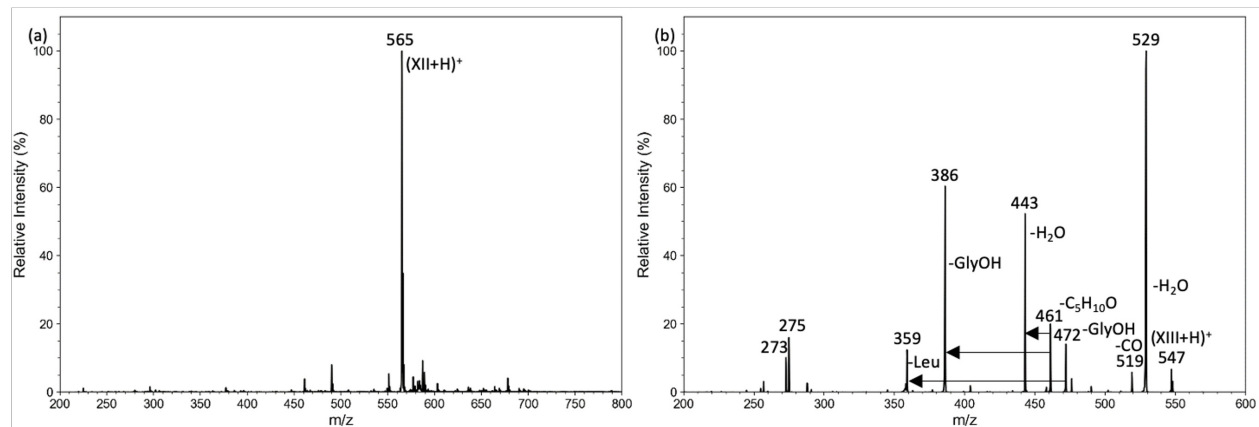 (a)
565
(XII+H)⁺
100
80
60
40
20
0
Relative Intensity (%)
200 250 300 350 400 450 500 550 600 650 700 750 800
m/z
(b)
529
100
80
60
40
20
0
Relative Intensity (%)
386
443
-H₂O
-GlyOH
-H₂O
-C₅H₁₀O
461
472 -GlyOH
-CO
(XIII+H)⁺
519
547
359
-Leu
275
273
200 250 300 350 400 450 500 550 600
m/z